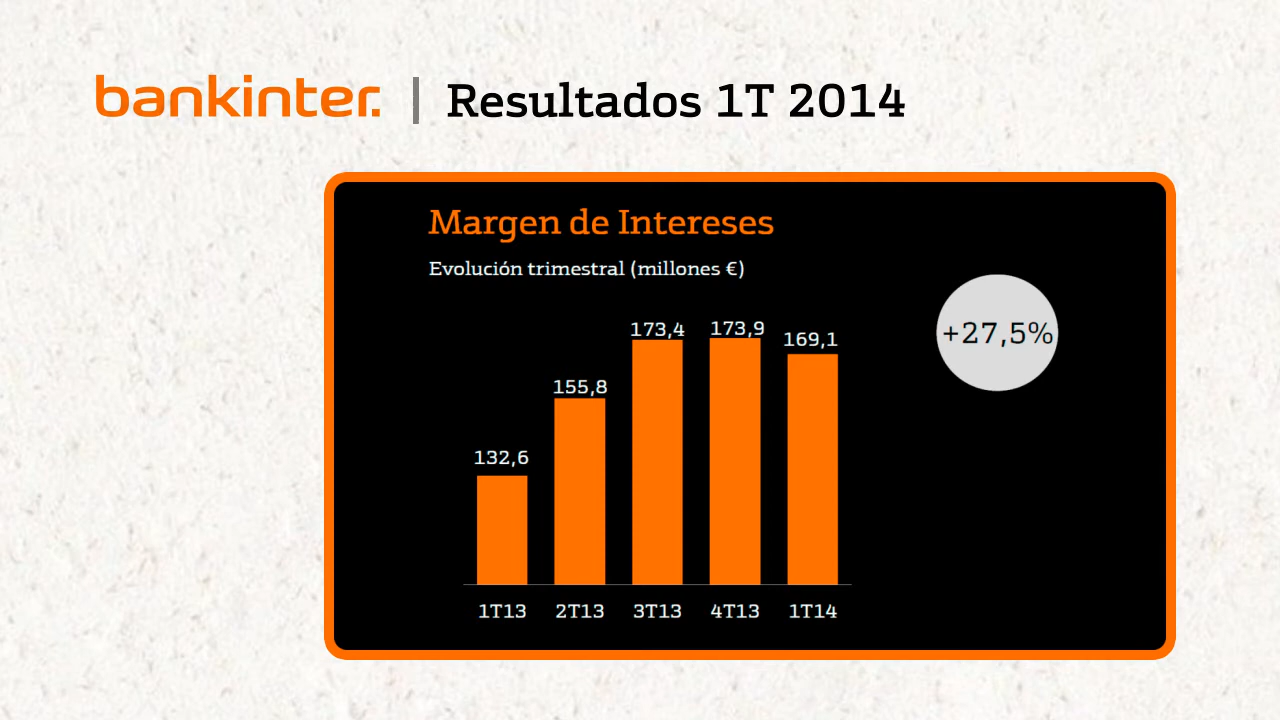 bankinter. | Resultados 1T 2014
Margen de Intereses
Evolución trimestral (millones €)
+27,5%
132,6 155,8 173,4 173,9 169,1
1T13 2T13 3T13 4T13 1T14